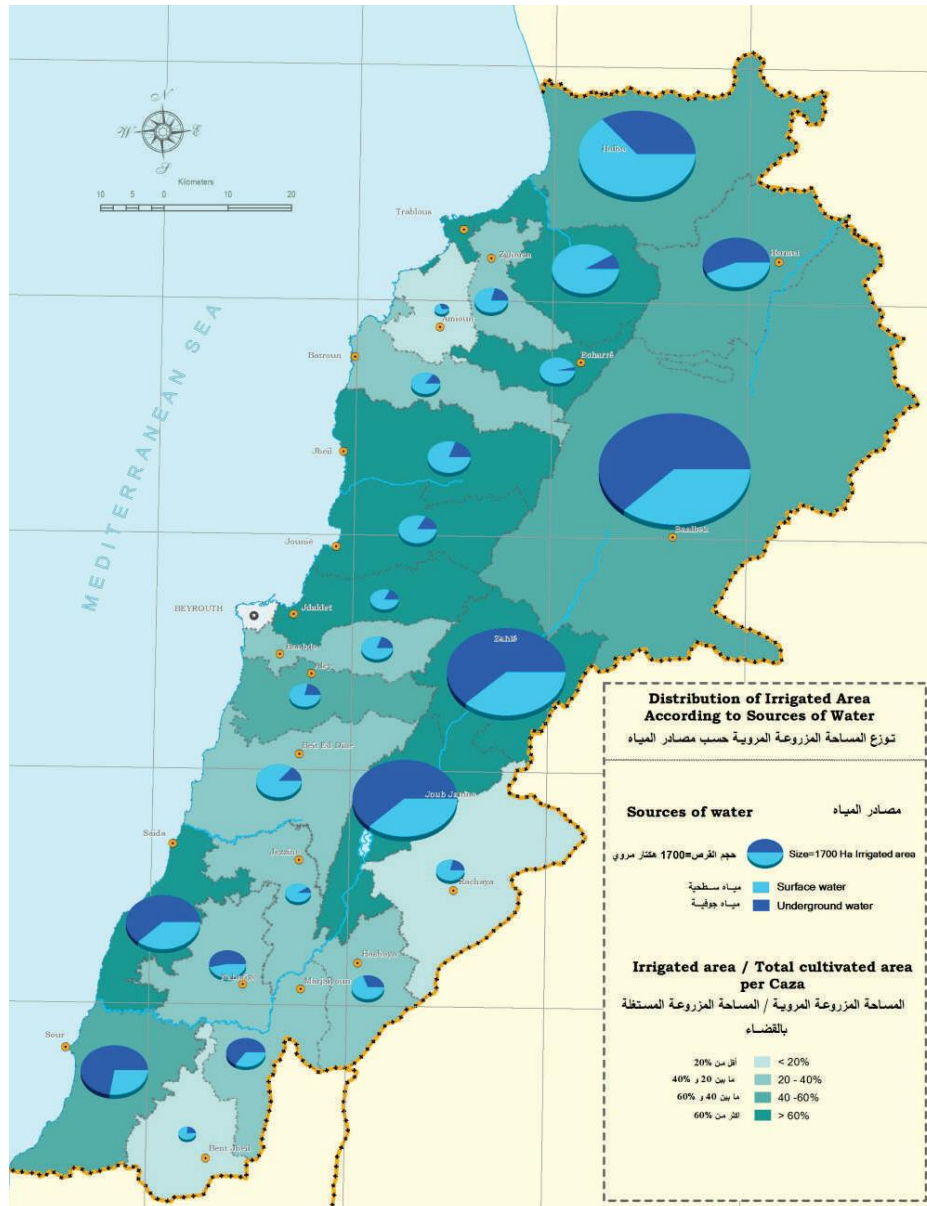 N
W E
S
Kilometers
10 5 0 10 20
MEDITERRANEAN SEA
Halba
Trablous
Hermel
Amioun
Batroun
Bcharré
Jbeil
Baalbek
Jounié
BEYROUTH
Jdaidet
Zahlé
Aley
Beit Ed Dine
Joub Janine
Saida
Jezzine
Rachaya
Hasbaya
Marjaayoun
Sour
Bent Jbeil
Distribution of Irrigated Area
According to Sources of Water
توزع المساحة المزروعة المروية حسب مصادر المياه
Sources of water مصادر المياه
حجم القرص=1700 هكتار مروي Size=1700 Ha Irrigated area
مياه سطحية Surface water
مياه جوفية Underground water
Irrigated area / Total cultivated area
per Caza
المساحة المزروعة المروية / المساحة المزروعة المستغلة
بالقضاء
أقل من 20% < 20%
ما بين 20 و 40% 20 - 40%
ما بين 40 و 60% 40 -60%
اكثر من 60% > 60%